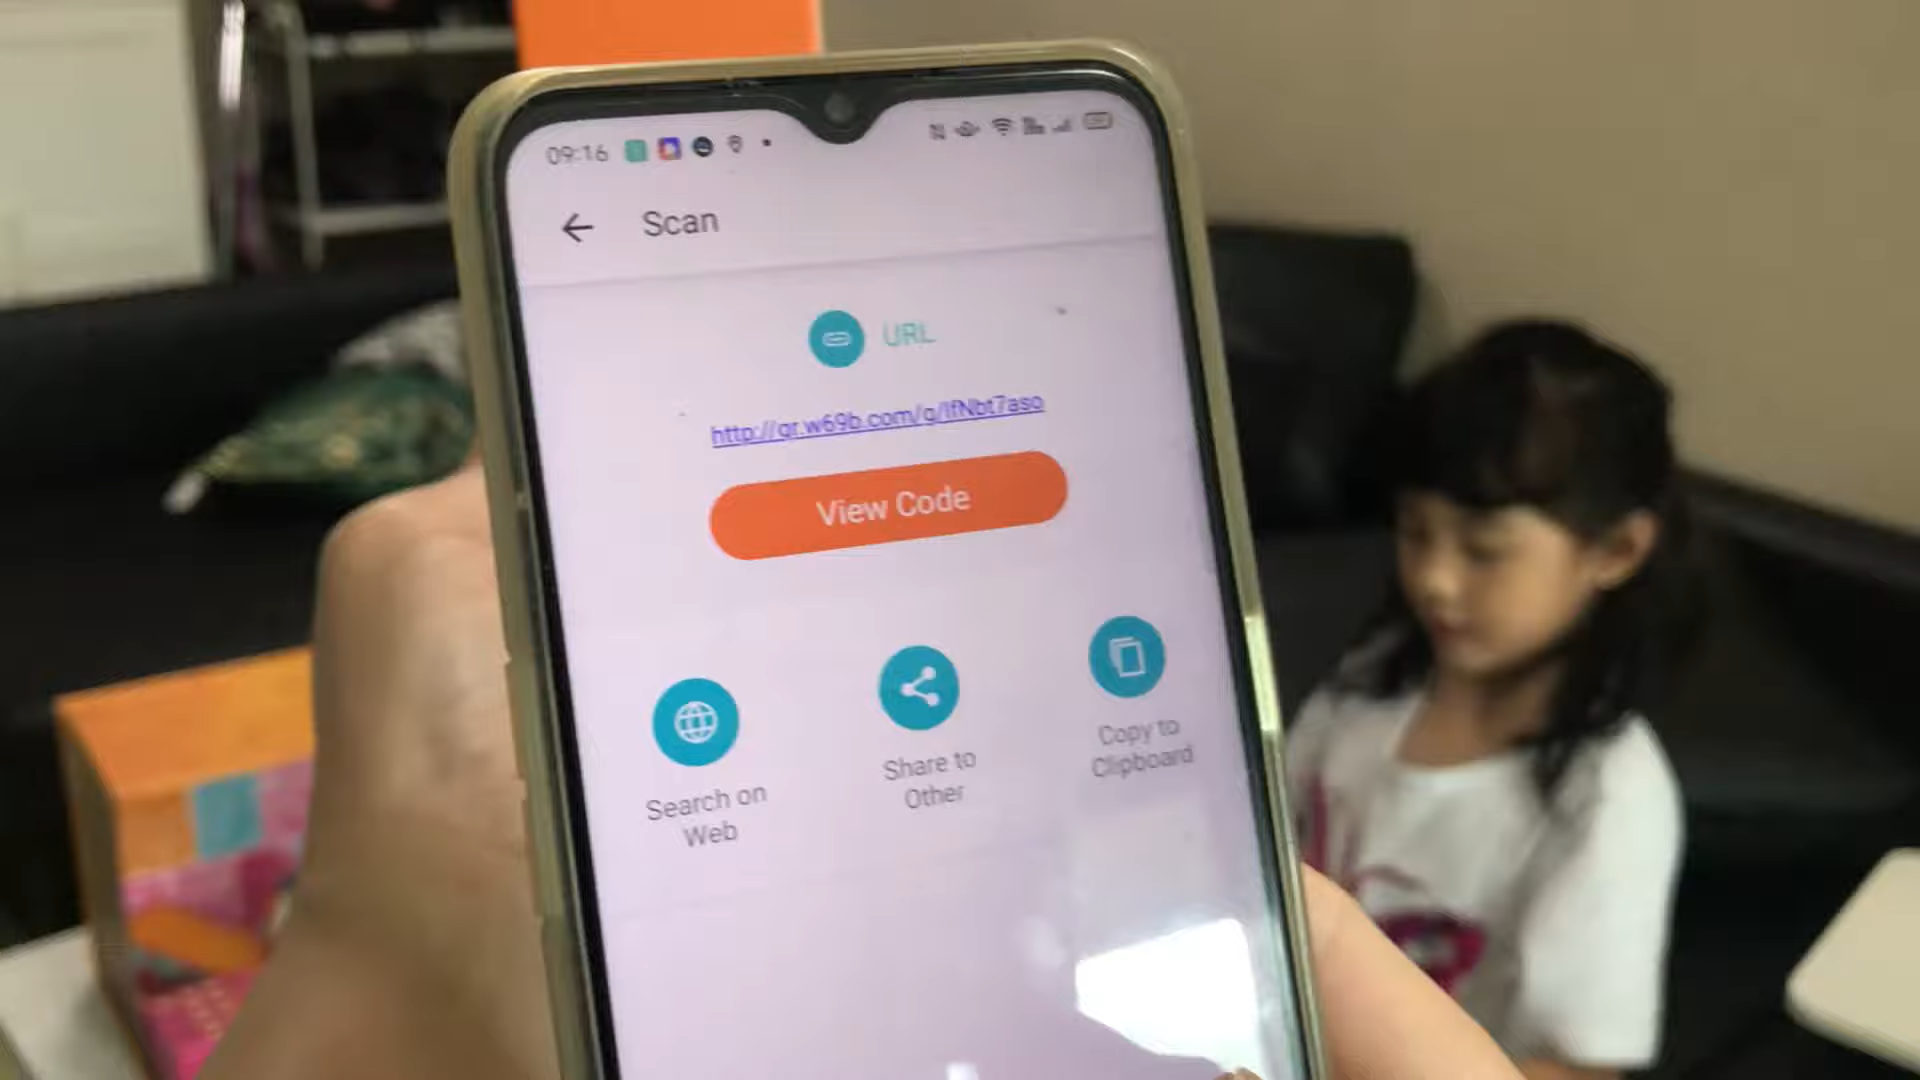 09:16
Scan
URL
http://qr.w69b.com/g/lfNbt7aso
View Code
Search on
Web
Share to
Other
Copy to
Clipboard